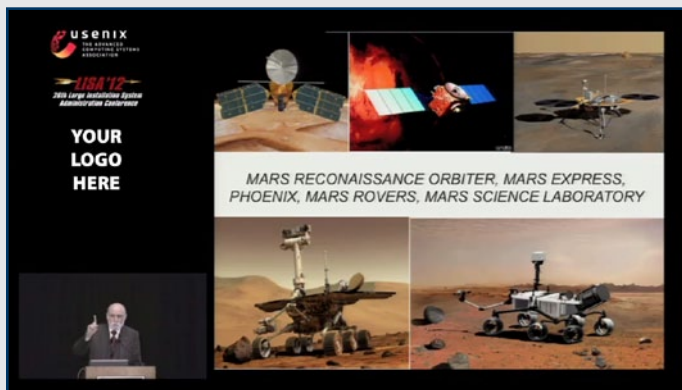 usenix
THE ADVANCED
COMPUTING SYSTEMS
ASSOCIATION
LISA'12
26th Large Installation System
Administration Conference
YOUR
LOGO
HERE
MARS RECONAISSANCE ORBITER, MARS EXPRESS,
PHOENIX, MARS ROVERS, MARS SCIENCE LABORATORY